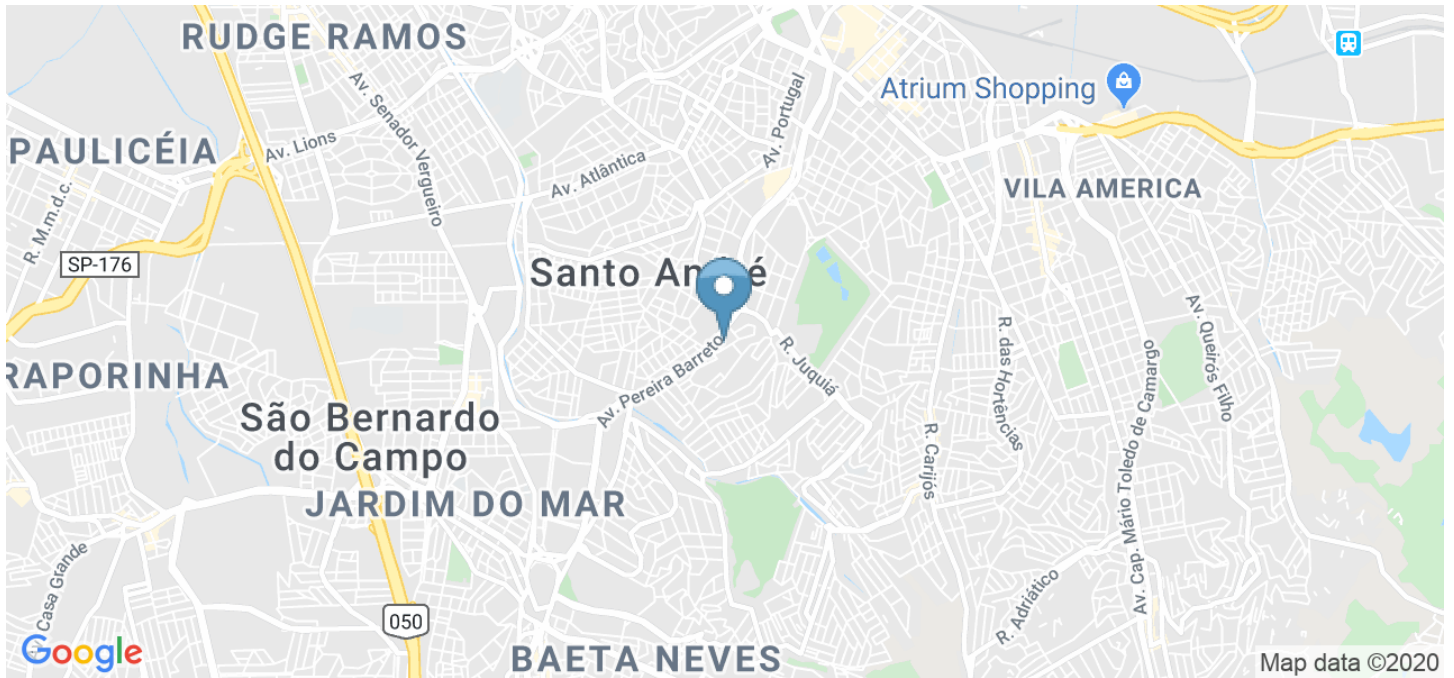 RUDGE RAMOS
Atrium Shopping
Av. Senador Vergueiro
Av. Portugal
Av. Lions
PAULICÉIA
Av. Atlântica
VILA AMERICA
R. M.m.d.c.
SP-176
Santo An é
Av. Queirós Filho
R. das Hortências
R. Juquiá
Av. Pereira Barreto
RAPORINHA
Av. Cap. Mário Toledo de Camargo
São Bernardo
do Campo
R. Carijós
JARDIM DO MAR
Casa Grande
R. Adriático
050
Google
BAETA NEVES
Map data ©2020